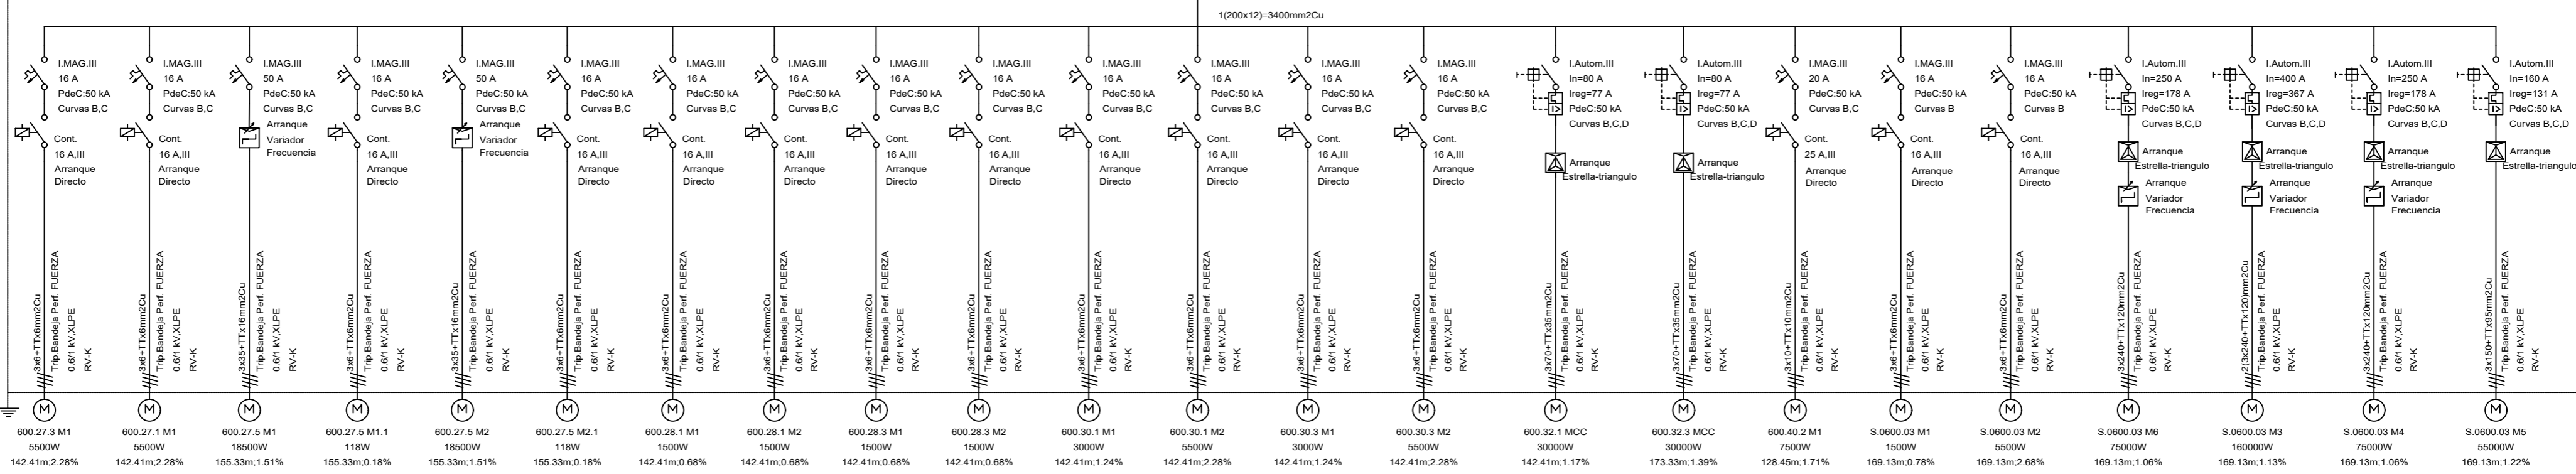 1(200x12)=3400mm2Cu
I.MAG.III
16 A
PdeC:50 kA
Curvas B,C
Cont.
16 A,III
Arranque
Directo
3x6+TTx6mm2Cu
Trip.Bandeja Perf. FUERZA
0.6/1 kV,XLPE
RV-K
M
600.27.3 M1
5500W
142.41m;2.28%
I.MAG.III
16 A
PdeC:50 kA
Curvas B,C
Cont.
16 A,III
Arranque
Directo
3x6+TTx6mm2Cu
Trip.Bandeja Perf. FUERZA
0.6/1 kV,XLPE
RV-K
M
600.27.1 M1
5500W
142.41m;2.28%
I.MAG.III
50 A
PdeC:50 kA
Curvas B,C
Arranque
Variador
Frecuencia
3x35+TTx16mm2Cu
Trip.Bandeja Perf. FUERZA
0.6/1 kV,XLPE
RV-K
M
600.27.5 M1
18500W
155.33m;1.51%
I.MAG.III
16 A
PdeC:50 kA
Curvas B,C
Cont.
16 A,III
Arranque
Directo
3x6+TTx6mm2Cu
Trip.Bandeja Perf. FUERZA
0.6/1 kV,XLPE
RV-K
M
600.27.5 M1.1
118W
155.33m;0.18%
I.MAG.III
50 A
PdeC:50 kA
Curvas B,C
Arranque
Variador
Frecuencia
3x35+TTx16mm2Cu
Trip.Bandeja Perf. FUERZA
0.6/1 kV,XLPE
RV-K
M
600.27.5 M2
18500W
155.33m;1.51%
I.MAG.III
16 A
PdeC:50 kA
Curvas B,C
Cont.
16 A,III
Arranque
Directo
3x6+TTx6mm2Cu
Trip.Bandeja Perf. FUERZA
0.6/1 kV,XLPE
RV-K
M
600.27.5 M2.1
118W
155.33m;0.18%
I.MAG.III
16 A
PdeC:50 kA
Curvas B,C
Cont.
16 A,III
Arranque
Directo
3x6+TTx6mm2Cu
Trip.Bandeja Perf. FUERZA
0.6/1 kV,XLPE
RV-K
M
600.28.1 M1
1500W
142.41m;0.68%
I.MAG.III
16 A
PdeC:50 kA
Curvas B,C
Cont.
16 A,III
Arranque
Directo
3x6+TTx6mm2Cu
Trip.Bandeja Perf. FUERZA
0.6/1 kV,XLPE
RV-K
M
600.28.1 M2
1500W
142.41m;0.68%
I.MAG.III
16 A
PdeC:50 kA
Curvas B,C
Cont.
16 A,III
Arranque
Directo
3x6+TTx6mm2Cu
Trip.Bandeja Perf. FUERZA
0.6/1 kV,XLPE
RV-K
M
600.28.3 M1
1500W
142.41m;0.68%
I.MAG.III
16 A
PdeC:50 kA
Curvas B,C
Cont.
16 A,III
Arranque
Directo
3x6+TTx6mm2Cu
Trip.Bandeja Perf. FUERZA
0.6/1 kV,XLPE
RV-K
M
600.28.3 M2
1500W
142.41m;0.68%
I.MAG.III
16 A
PdeC:50 kA
Curvas B,C
Cont.
16 A,III
Arranque
Directo
3x6+TTx6mm2Cu
Trip.Bandeja Perf. FUERZA
0.6/1 kV,XLPE
RV-K
M
600.30.1 M1
3000W
142.41m;1.24%
I.MAG.III
16 A
PdeC:50 kA
Curvas B,C
Cont.
16 A,III
Arranque
Directo
3x6+TTx6mm2Cu
Trip.Bandeja Perf. FUERZA
0.6/1 kV,XLPE
RV-K
M
600.30.1 M2
5500W
142.41m;2.28%
I.MAG.III
16 A
PdeC:50 kA
Curvas B,C
Cont.
16 A,III
Arranque
Directo
3x6+TTx6mm2Cu
Trip.Bandeja Perf. FUERZA
0.6/1 kV,XLPE
RV-K
M
600.30.3 M1
3000W
142.41m;1.24%
I.MAG.III
16 A
PdeC:50 kA
Curvas B,C
Cont.
16 A,III
Arranque
Directo
3x6+TTx6mm2Cu
Trip.Bandeja Perf. FUERZA
0.6/1 kV,XLPE
RV-K
M
600.30.3 M2
5500W
142.41m;2.28%
I.Autom.III
In=80 A
Ireg=77 A
PdeC:50 kA
Curvas B,C,D
Arranque
Estrella-triangulo
3x70+TTx35mm2Cu
Trip.Bandeja Perf. FUERZA
0.6/1 kV,XLPE
RV-K
M
600.32.1 MCC
30000W
142.41m;1.17%
I.Autom.III
In=80 A
Ireg=77 A
PdeC:50 kA
Curvas B,C,D
Arranque
Estrella-triangulo
3x70+TTx35mm2Cu
Trip.Bandeja Perf. FUERZA
0.6/1 kV,XLPE
RV-K
M
600.32.3 MCC
30000W
173.33m;1.39%
I.MAG.III
20 A
PdeC:50 kA
Curvas B,C
Cont.
25 A,III
Arranque
Directo
3x10+TTx10mm2Cu
Trip.Bandeja Perf. FUERZA
0.6/1 kV,XLPE
RV-K
M
600.40.2 M1
7500W
128.45m;1.71%
I.MAG.III
16 A
PdeC:50 kA
Curvas B
Cont.
16 A,III
Arranque
Directo
3x6+TTx6mm2Cu
Trip.Bandeja Perf. FUERZA
0.6/1 kV,XLPE
RV-K
M
S.0600.03 M1
1500W
169.13m;0.78%
I.MAG.III
16 A
PdeC:50 kA
Curvas B
Cont.
16 A,III
Arranque
Directo
3x6+TTx6mm2Cu
Trip.Bandeja Perf. FUERZA
0.6/1 kV,XLPE
RV-K
M
S.0600.03 M2
5500W
169.13m;2.68%
I.Autom.III
In=250 A
Ireg=178 A
PdeC:50 kA
Curvas B,C,D
Arranque
Estrella-triangulo
Arranque
Variador
Frecuencia
3x240+TTx120mm2Cu
Trip.Bandeja Perf. FUERZA
0.6/1 kV,XLPE
RV-K
M
S.0600.03 M6
75000W
169.13m;1.06%
I.Autom.III
In=400 A
Ireg=367 A
PdeC:50 kA
Curvas B,C,D
Arranque
Estrella-triangulo
Arranque
Variador
Frecuencia
2(3x240+TTx120)mm2Cu
Trip.Bandeja Perf. FUERZA
0.6/1 kV,XLPE
RV-K
M
S.0600.03 M3
160000W
169.13m;1.13%
I.Autom.III
In=250 A
Ireg=178 A
PdeC:50 kA
Curvas B,C,D
Arranque
Estrella-triangulo
Arranque
Variador
Frecuencia
3x240+TTx120mm2Cu
Trip.Bandeja Perf. FUERZA
0.6/1 kV,XLPE
RV-K
M
S.0600.03 M4
75000W
169.13m;1.06%
I.Autom.III
In=160 A
Ireg=131 A
PdeC:50 kA
Curvas B,C,D
Arranque
Estrella-triangulo
3x150+TTx95mm2Cu
Trip.Bandeja Perf. FUERZA
0.6/1 kV,XLPE
RV-K
M
S.0600.03 M5
55000W
169.13m;1.22%